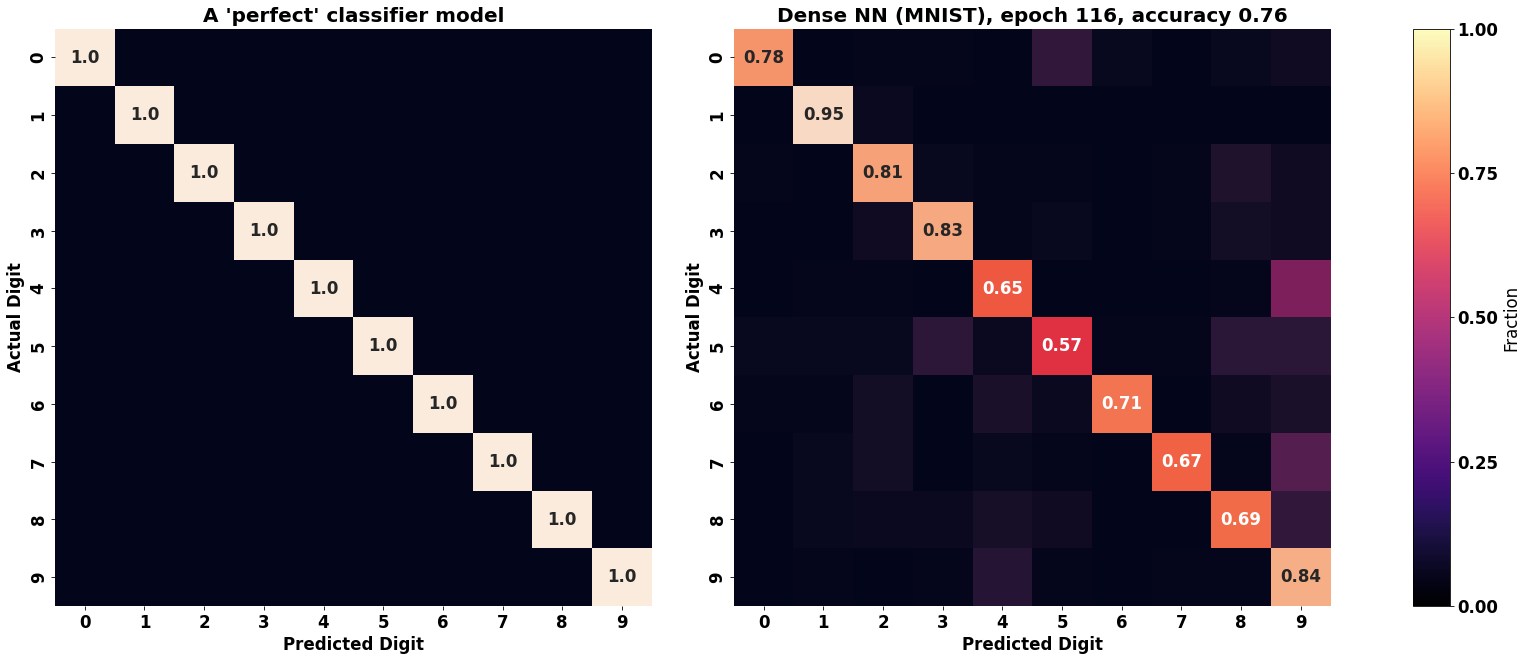 A 'perfect' classifier model
0 1.0
1 1.0
2 1.0
3 1.0
4 1.0
5 1.0
6 1.0
7 1.0
8 1.0
9 1.0
Actual Digit
0 1 2 3 4 5 6 7 8 9
Predicted Digit
Dense NN (MNIST), epoch 116, accuracy 0.76
0 0.78
1 0.95
2 0.81
3 0.83
4 0.65
5 0.57
6 0.71
7 0.67
8 0.69
9 0.84
Actual Digit
0 1 2 3 4 5 6 7 8 9
Predicted Digit
1.00
0.75
0.50
0.25
0.00
Fraction